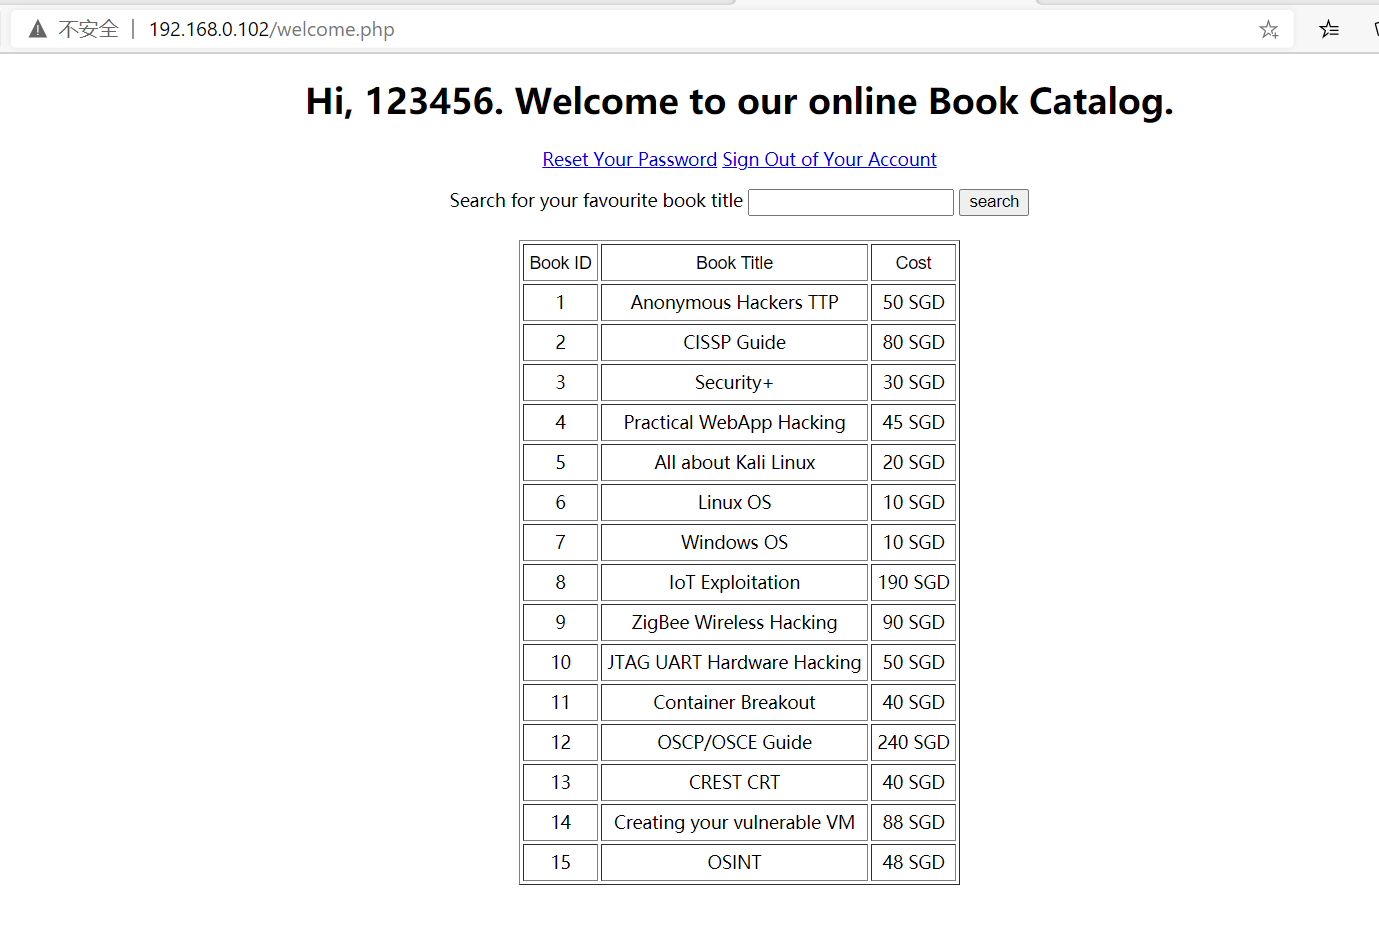 不安全 | 192.168.0.102/welcome.php
Hi, 123456. Welcome to our online Book Catalog.
Reset Your Password Sign Out of Your Account
Search for your favourite book title search
Book ID Book Title Cost
1 Anonymous Hackers TTP 50 SGD
2 CISSP Guide 80 SGD
3 Security+ 30 SGD
4 Practical WebApp Hacking 45 SGD
5 All about Kali Linux 20 SGD
6 Linux OS 10 SGD
7 Windows OS 10 SGD
8 IoT Exploitation 190 SGD
9 ZigBee Wireless Hacking 90 SGD
10 JTAG UART Hardware Hacking 50 SGD
11 Container Breakout 40 SGD
12 OSCP/OSCE Guide 240 SGD
13 CREST CRT 40 SGD
14 Creating your vulnerable VM 88 SGD
15 OSINT 48 SGD